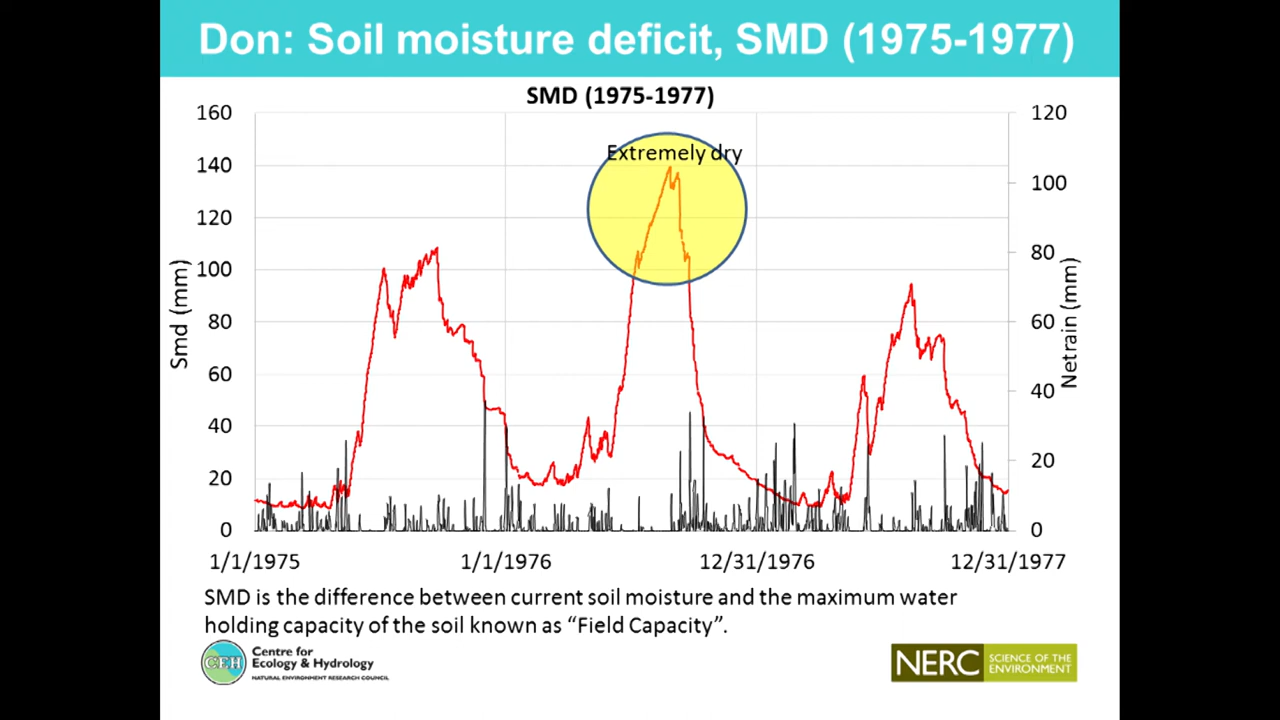 Don: Soil moisture deficit, SMD (1975-1977)
SMD (1975-1977)
160
140
120
100
80
60
40
20
0
Smd (mm)
Extremely dry
120
100
80
60
40
20
0
Netrain (mm)
1/1/1975
1/1/1976
12/31/1976
12/31/1977
SMD is the difference between current soil moisture and the maximum water
holding capacity of the soil known as “Field Capacity”.
CEH
Centre for
Ecology & Hydrology
NATURAL ENVIRONMENT RESEARCH COUNCIL
NERC
SCIENCE OF THE
ENVIRONMENT